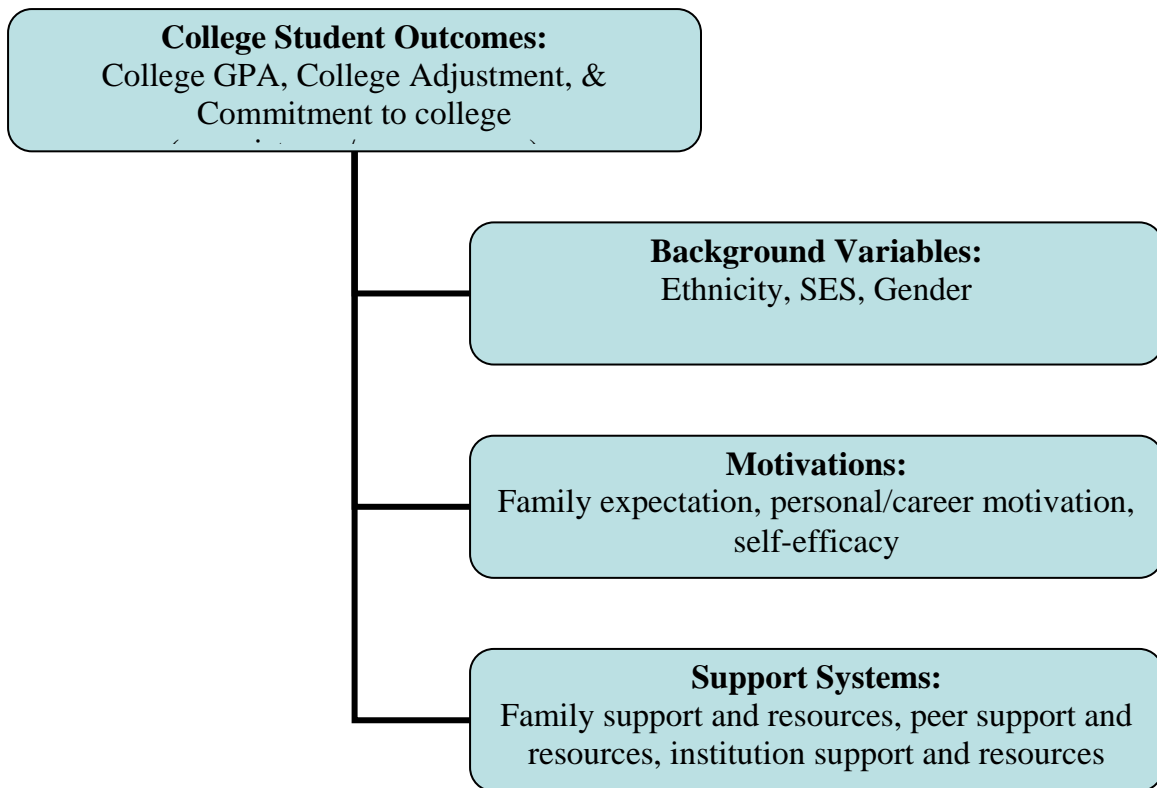 College Student Outcomes:
College GPA, College Adjustment, &
Commitment to college
Background Variables:
Ethnicity, SES, Gender
Motivations:
Family expectation, personal/career motivation,
self-efficacy
Support Systems:
Family support and resources, peer support and
resources, institution support and resources